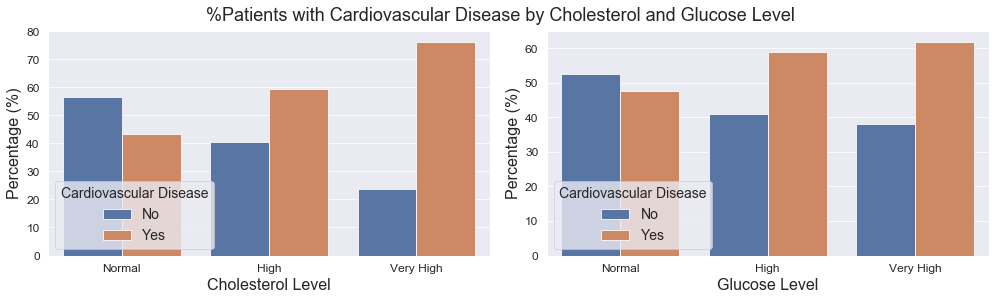 %Patients with Cardiovascular Disease by Cholesterol and Glucose Level
Percentage (%)
80
70
60
50
40
30
20
10
0
Cardiovascular Disease
No
Yes
Normal High Very High
Cholesterol Level
Percentage (%)
60
50
40
30
20
10
0
Cardiovascular Disease
No
Yes
Normal High Very High
Glucose Level